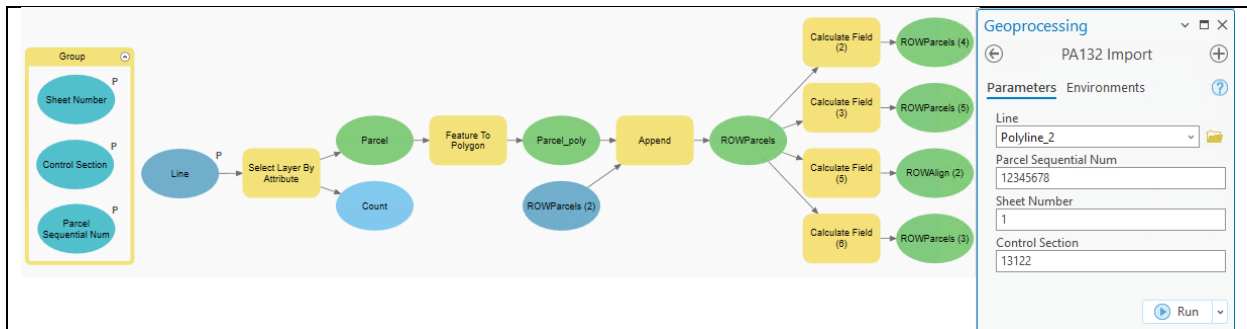 Group
P
Sheet Number
P
Control Section
P
Parcel
Sequential Num
P
Line
Select Layer By
Attribute
Parcel
Count
Feature To
Polygon
Parcel_poly
ROWParcels (2)
Append
ROWParcels
Calculate Field
(2)
ROWParcels (4)
Calculate Field
(3)
ROWParcels (5)
Calculate Field
(5)
ROWAlign (2)
Calculate Field
(6)
ROWParcels (3)
Geoprocessing
PA132 Import
Parameters Environments
?
Line
Polyline_2
Parcel Sequential Num
12345678
Sheet Number
1
Control Section
13122
Run